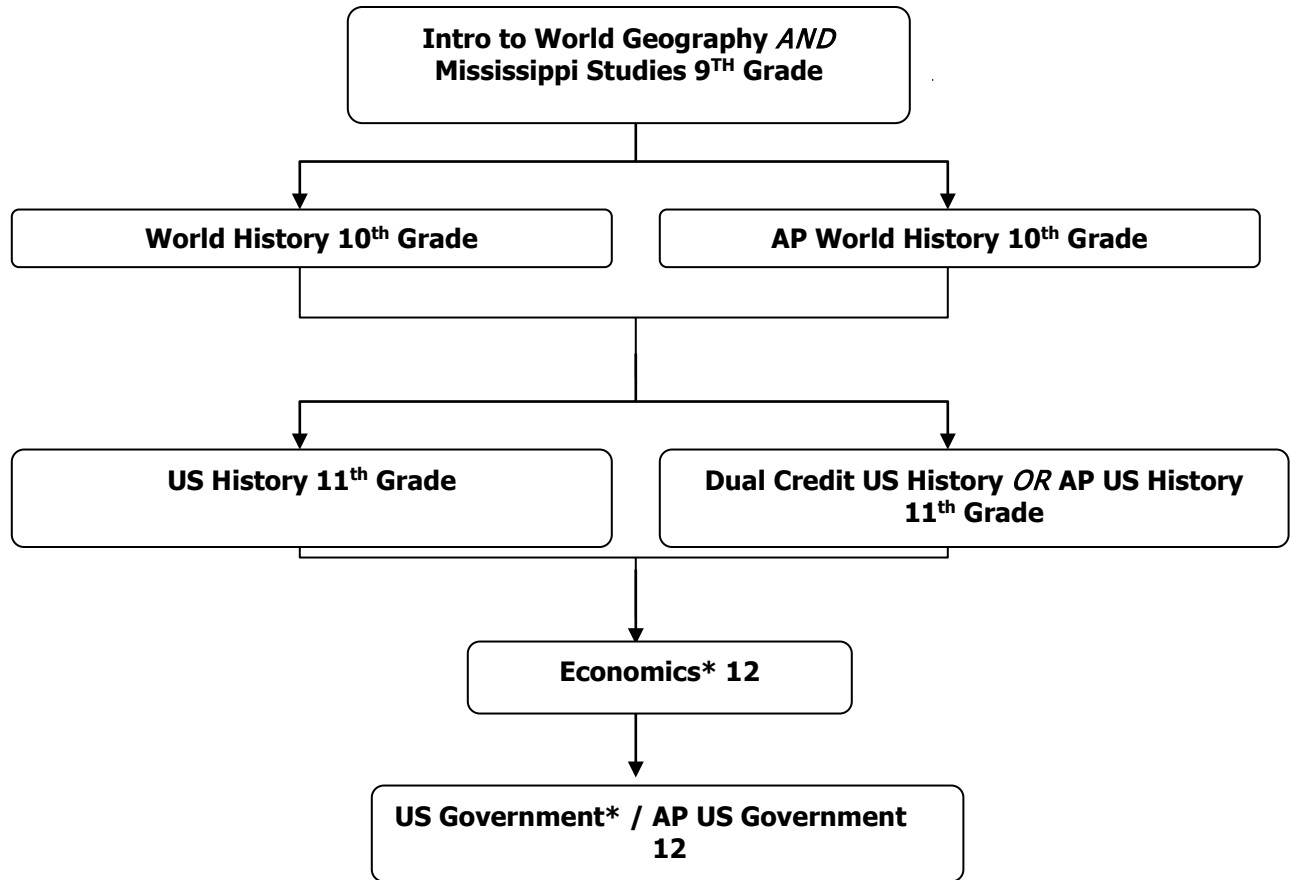 Intro to World Geography AND
Mississippi Studies 9TH Grade
World History 10th Grade
AP World History 10th Grade
US History 11th Grade
Dual Credit US History OR AP US History
11th Grade
Economics* 12
US Government* / AP US Government
12